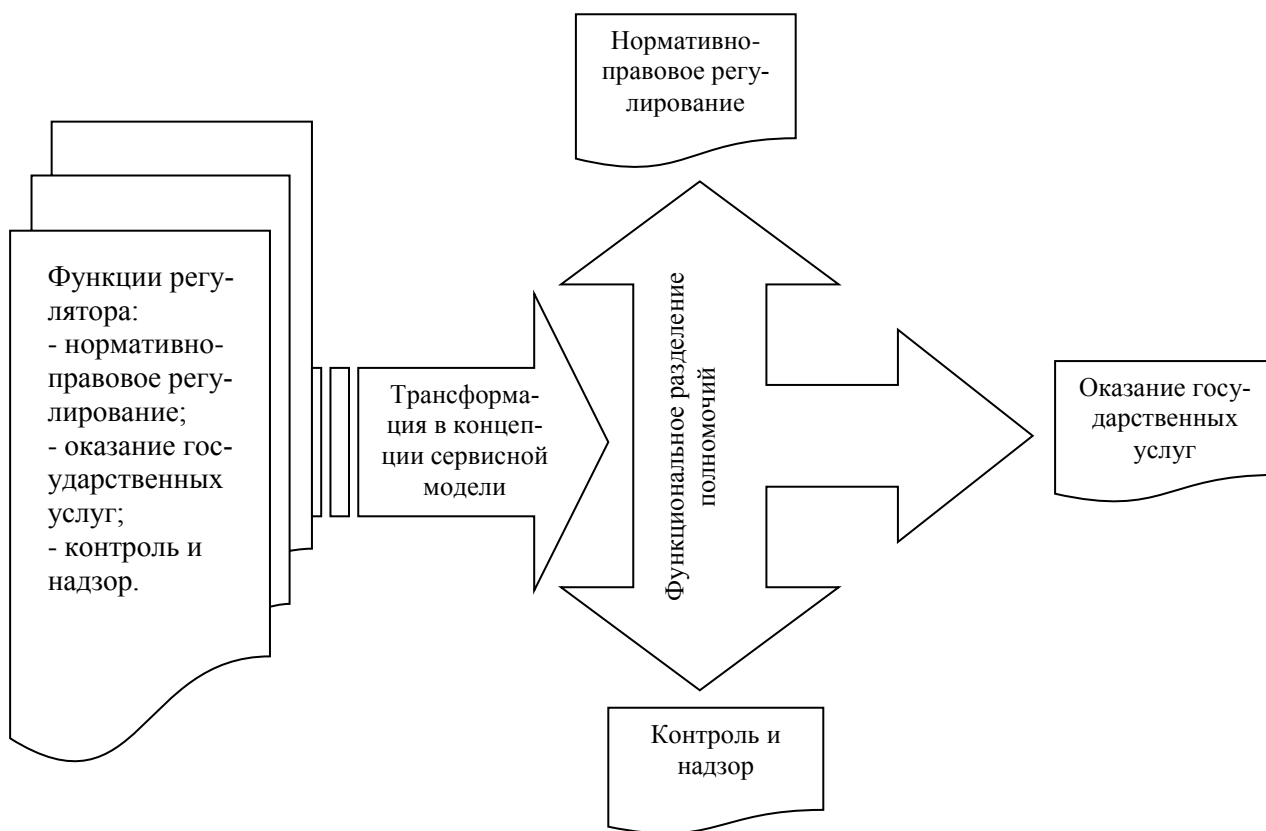 Функции регу-
лятора:
- нормативно-
правовое регу-
лирование;
- оказание гос-
ударственных
услуг;
- контроль и
надзор.
Трансформа-
ция в концеп-
ции сервисной
модели
Нормативно-
правовое регу-
лирование
Функциональное разделение
полномочий
Оказание госу-
дарственных
услуг
Контроль и
надзор